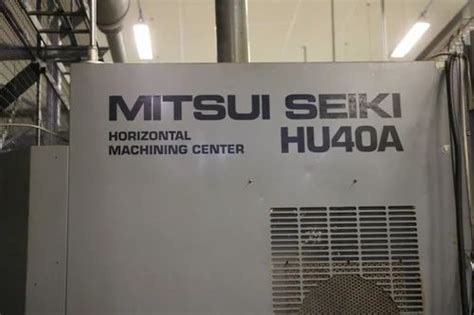 MITSUI SEIKI
HORIZONTAL
MACHINING CENTER
HU40A